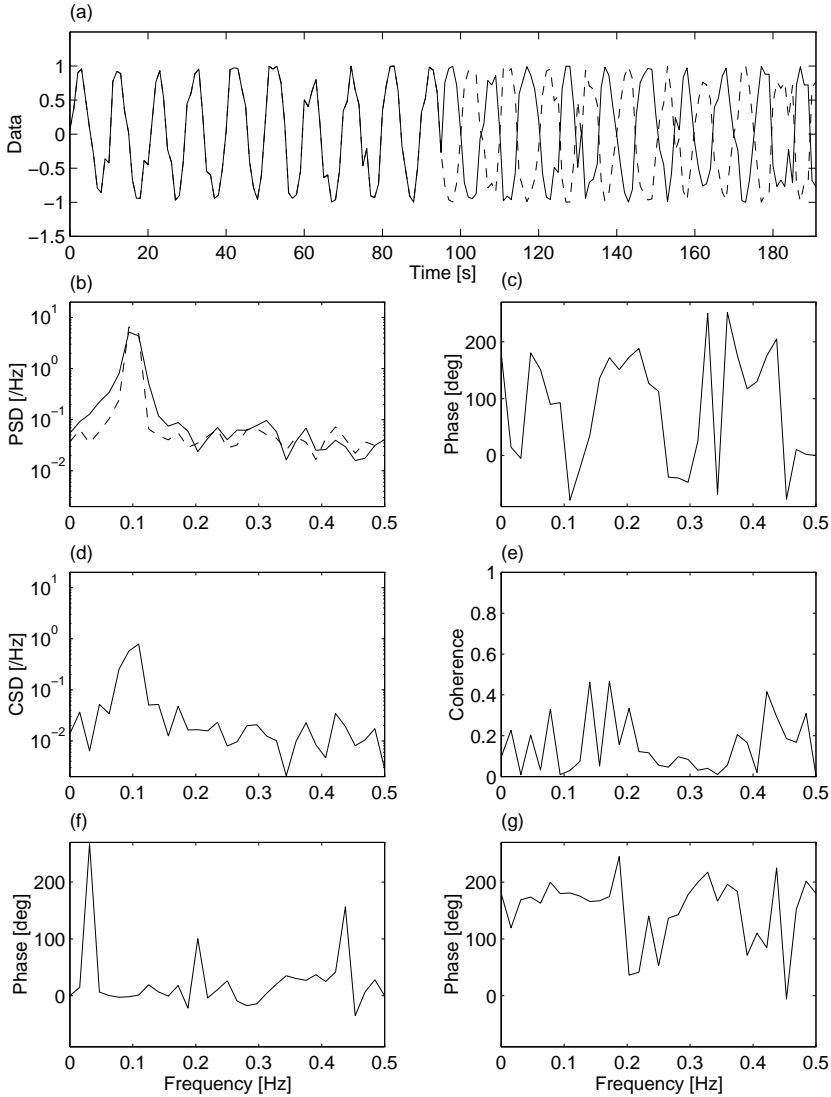 (a)
1
0.5
0
−0.5
−1
−1.5
Data
0 20 40 60 80 100 120 140 160 180
Time [s]
(b)
10^1
10^0
10^−1
10^−2
PSD [/Hz]
0 0.1 0.2 0.3 0.4 0.5
(c)
200
100
0
Phase [deg]
0 0.1 0.2 0.3 0.4 0.5
(d)
10^1
10^0
10^−1
10^−2
CSD [/Hz]
0 0.1 0.2 0.3 0.4 0.5
(e)
1
0.8
0.6
0.4
0.2
0
Coherence
0 0.1 0.2 0.3 0.4 0.5
(f)
200
100
0
Phase [deg]
0 0.1 0.2 0.3 0.4 0.5
Frequency [Hz]
(g)
200
100
0
Phase [deg]
0 0.1 0.2 0.3 0.4 0.5
Frequency [Hz]